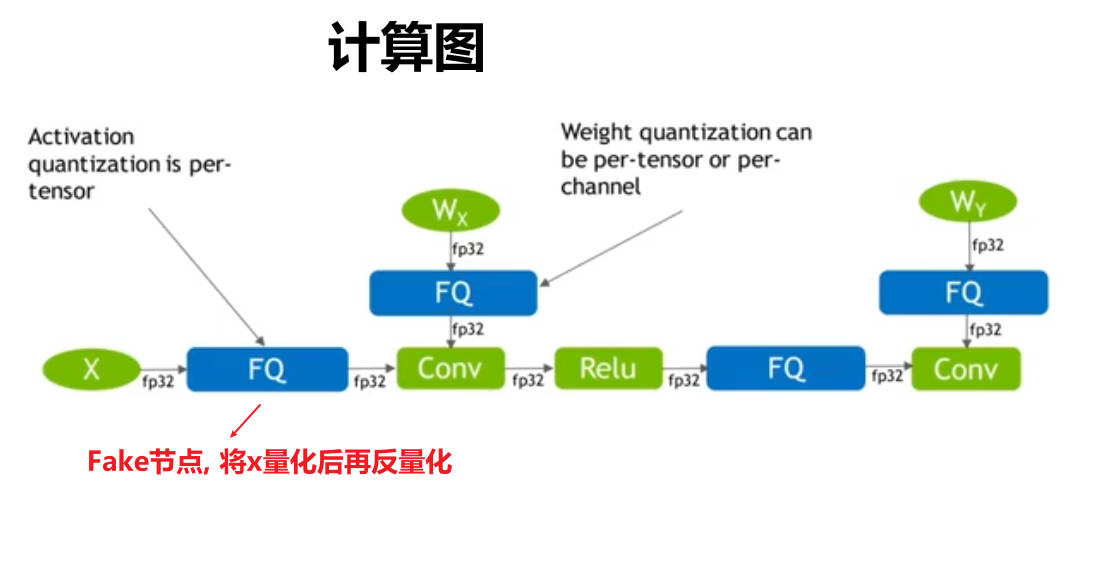 计算图
Activation
quantization is per-
tensor
Weight quantization can
be per-tensor or per-
channel
WX
WY
fp32
fp32
FQ
FQ
fp32
fp32
X
fp32
FQ
fp32
Conv
fp32
Relu
fp32
FQ
fp32
Conv
Fake节点, 将x量化后再反量化